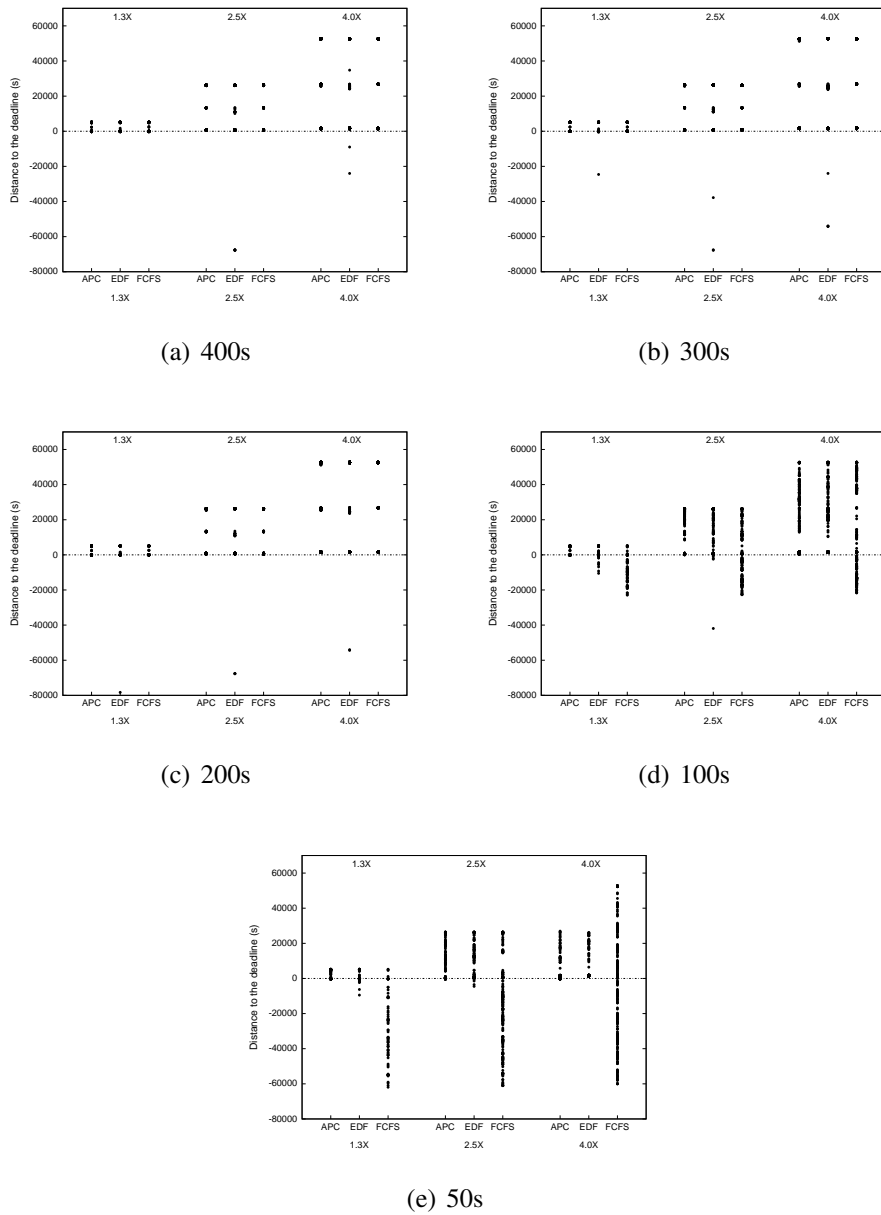 1.3X 2.5X 4.0X
60000
40000
20000
0
-20000
-40000
-60000
-80000
Distance to the deadline (s)
APC EDF FCFS APC EDF FCFS APC EDF FCFS
1.3X 2.5X 4.0X
(a) 400s
1.3X 2.5X 4.0X
60000
40000
20000
0
-20000
-40000
-60000
-80000
Distance to the deadline (s)
APC EDF FCFS APC EDF FCFS APC EDF FCFS
1.3X 2.5X 4.0X
(b) 300s
1.3X 2.5X 4.0X
60000
40000
20000
0
-20000
-40000
-60000
-80000
Distance to the deadline (s)
APC EDF FCFS APC EDF FCFS APC EDF FCFS
1.3X 2.5X 4.0X
(c) 200s
1.3X 2.5X 4.0X
60000
40000
20000
0
-20000
-40000
-60000
-80000
Distance to the deadline (s)
APC EDF FCFS APC EDF FCFS APC EDF FCFS
1.3X 2.5X 4.0X
(d) 100s
1.3X 2.5X 4.0X
60000
40000
20000
0
-20000
-40000
-60000
-80000
Distance to the deadline (s)
APC EDF FCFS APC EDF FCFS APC EDF FCFS
1.3X 2.5X 4.0X
(e) 50s